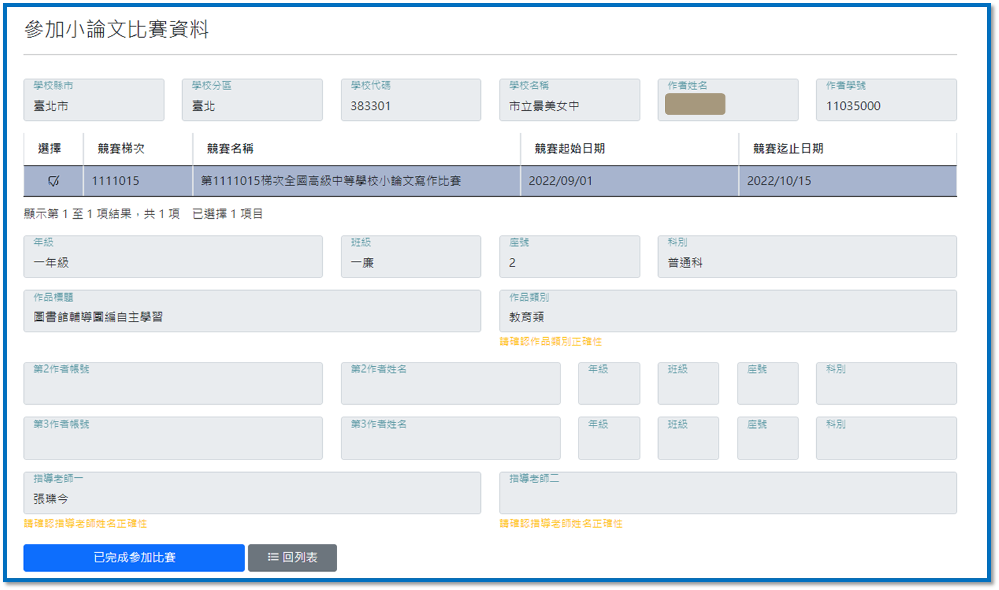 參加小論文比賽資料
學校縣市 學校分區 學校代碼 學校名稱 作者姓名 作者學號
臺北市 臺北 383301 市立景美女中 11035000
選擇 競賽梯次 競賽名稱 競賽起始日期 競賽迄止日期
1111015 第1111015梯次全國高級中等學校小論文寫作比賽 2022/09/01 2022/10/15
顯示第 1 至 1 項結果，共 1 項 已選擇 1 項目
年級 班級 座號 科別
一年級 一廉 2 普通科
作品標題 作品類別
圖書館輔導團編自主學習 教育類
請確認作品類別正確性
第2作者帳號 第2作者姓名 年級 班級 座號 科別
第3作者帳號 第3作者姓名 年級 班級 座號 科別
指導老師一 指導老師二
張瓅今
請確認指導老師姓名正確性 請確認指導老師姓名正確性
已完成參加比賽 回列表